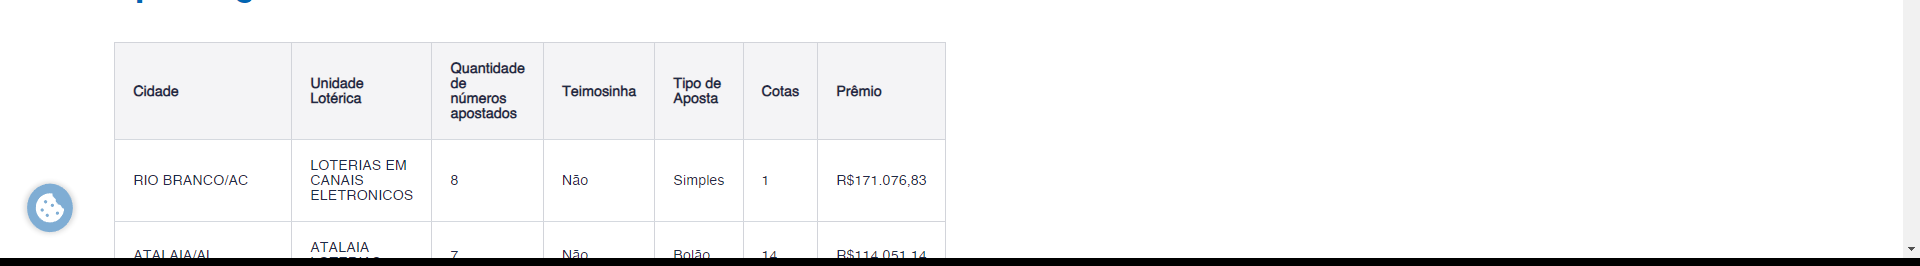 Cidade
Unidade
Lotérica
Quantidade
de
números
apostados
Teimosinha
Tipo de
Aposta
Cotas
Prêmio
RIO BRANCO/AC
LOTERIAS EM
CANAIS
ELETRONICOS
8
Não
Simples
1
R$171.076,83
ATALAIA/AL
ATALAIA
LOTERIAS
7
Não
Bolão
14
R$114.051,14